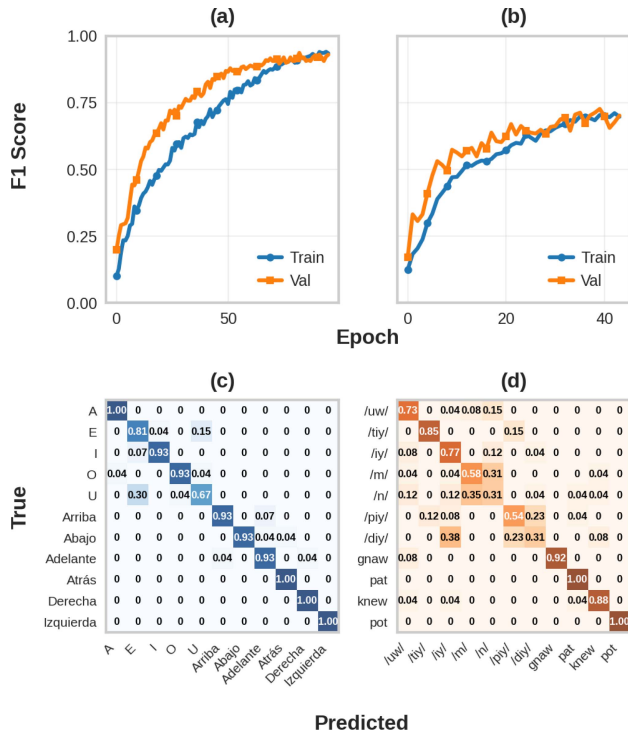 (a)
F1 Score
1.00
0.75
0.50
0.25
0.00
Train
Val
0 50
(b)
Train
Val
0 20 40
Epoch
(c)
True
A 1.00 0 0 0 0 0 0 0 0 0 0
E 0 0.81 0.04 0 0.15 0 0 0 0 0 0
I 0 0.07 0.93 0 0 0 0 0 0 0 0
O 0.04 0 0 0.93 0.04 0 0 0 0 0 0
U 0 0.30 0 0.04 0.67 0 0 0 0 0 0
Arriba 0 0 0 0 0 0.93 0 0.07 0 0 0
Abajo 0 0 0 0 0 0 0.93 0.04 0.04 0 0
Adelante 0 0 0 0 0 0.04 0 0.93 0 0.04 0
Atrás 0 0 0 0 0 0 0 0 1.00 0 0
Derecha 0 0 0 0 0 0 0 0 0 1.00 0
Izquierda 0 0 0 0 0 0 0 0 0 0 1.00
A E I O U Arriba Abajo Adelante Atrás Derecha Izquierda
(d)
/uw/ 0.73 0 0.04 0.08 0.15 0 0 0 0 0 0
/tiy/ 0 0.85 0 0 0 0.15 0 0 0 0 0
/iy/ 0.08 0 0.77 0 0.12 0 0.04 0 0 0 0
/m/ 0.04 0 0.04 0.58 0.31 0 0 0 0 0.04 0
/n/ 0.12 0 0.12 0.35 0.31 0 0.04 0 0.04 0.04 0
/piy/ 0 0.12 0.08 0 0 0.54 0.23 0 0.04 0 0
/diy/ 0 0 0.38 0 0 0.23 0.31 0 0 0.08 0
gnaw 0.08 0 0 0 0 0 0 0.92 0 0 0
pat 0 0 0 0 0 0 0 0 1.00 0 0
knew 0.04 0 0.04 0 0 0 0 0 0.04 0.88 0
pot 0 0 0 0 0 0 0 0 0 0 1.00
/uw/ /tiy/ /iy/ /m/ /n/ /piy/ /diy/ gnaw pat knew pot
Predicted